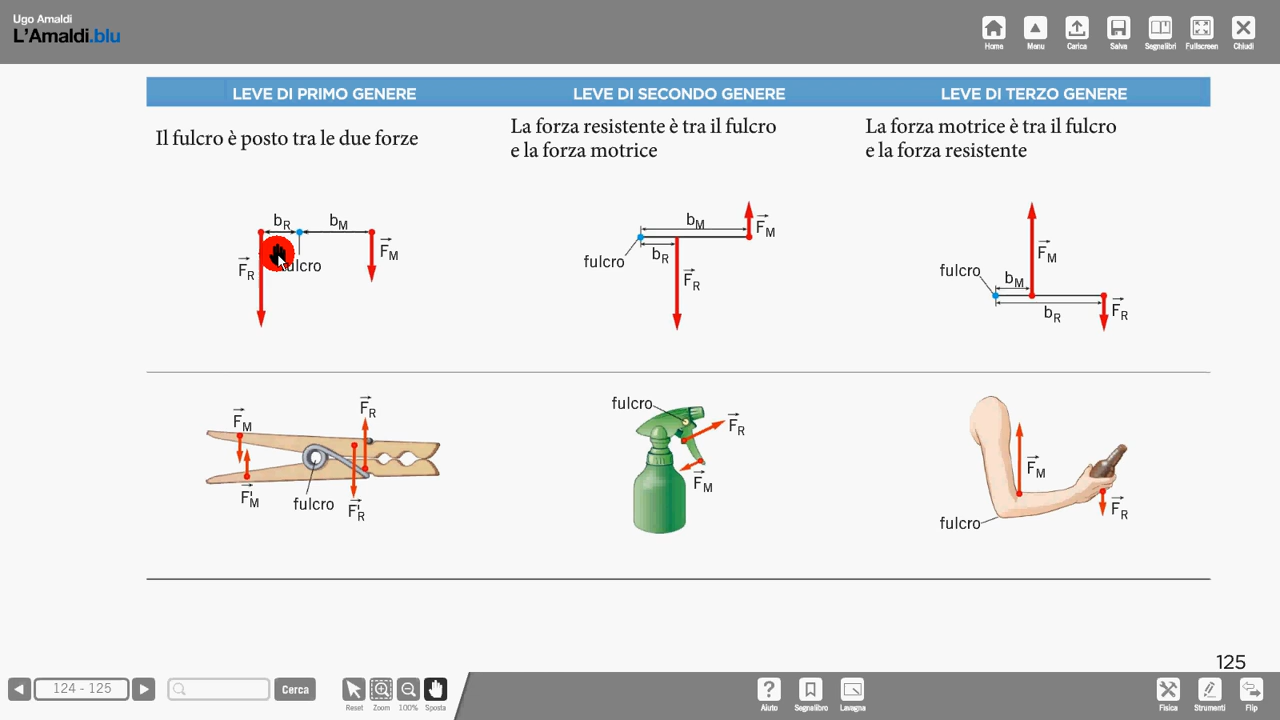 Ugo Amaldi
L'Amaldi.blu
Home
Menu
Carica
Salva
Segnalibri
Fullscreen
Chiudi
LEVE DI PRIMO GENERE
LEVE DI SECONDO GENERE
LEVE DI TERZO GENERE
Il fulcro è posto tra le due forze
La forza resistente è tra il fulcro
e la forza motrice
La forza motrice è tra il fulcro
e la forza resistente
bR
bM
FR
fulcro
FM
bM
FM
fulcro
bR
FR
FM
fulcro
bM
bR
FR
FM
FR
F'M
fulcro
F'R
fulcro
FR
FM
FM
fulcro
FR
125
124 - 125
Cerca
Reset
Zoom
100%
Sposta
Aiuto
Segnalibro
Lavagna
Fisica
Strumenti
Flip